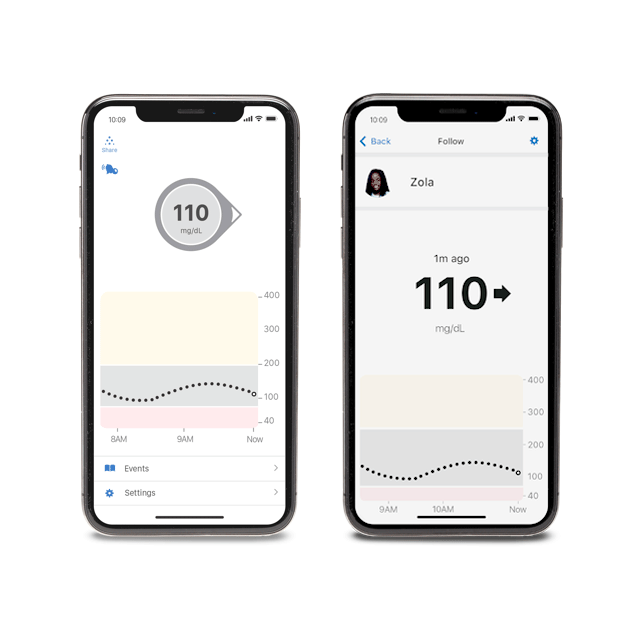 10:09
Share
110
mg/dL
400
300
200
100
40
8AM 9AM Now
Events
Settings
10:09
Back Follow
Zola
1m ago
110
mg/dL
400
300
200
100
40
9AM 10AM Now